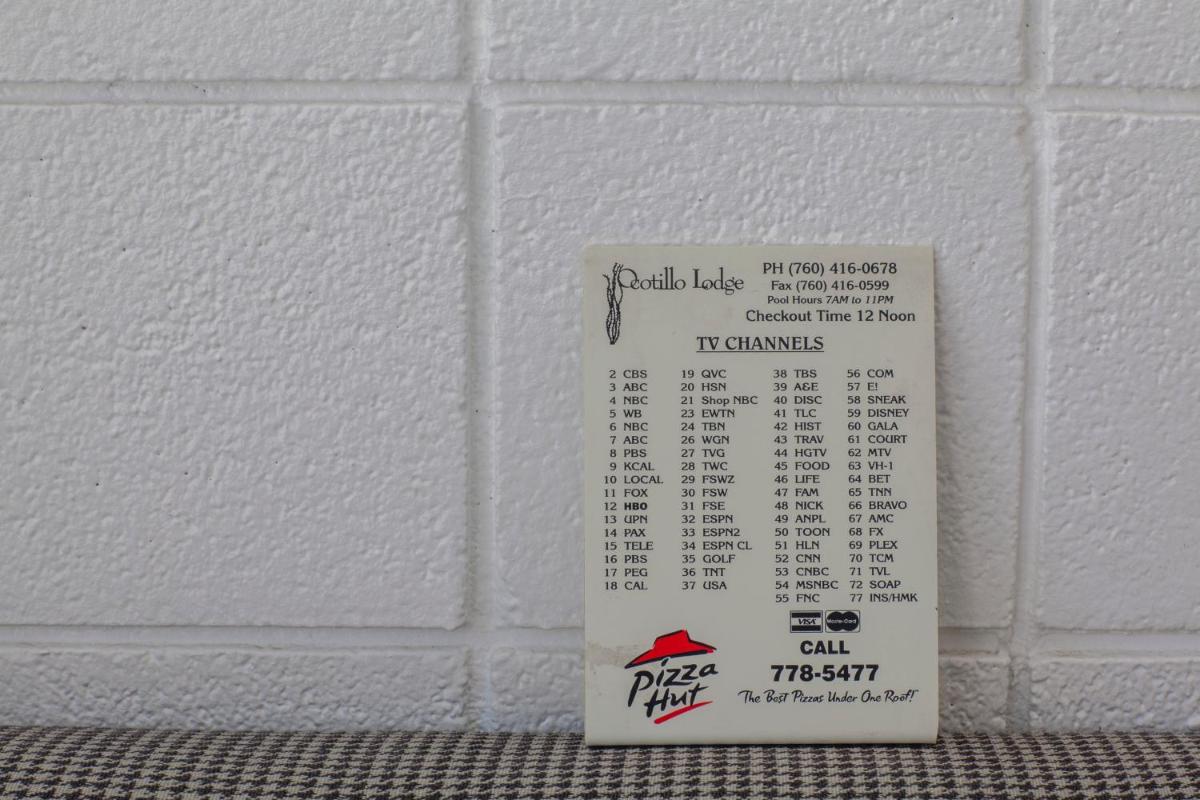 Ocotillo Lodge
PH (760) 416-0678
Fax (760) 416-0599
Pool Hours 7AM to 11PM
Checkout Time 12 Noon
TV CHANNELS
2 CBS
3 ABC
4 NBC
5 WB
6 NBC
7 ABC
8 PBS
9 KCAL
10 LOCAL
11 FOX
12 HBO
13 UPN
14 PAX
15 TELE
16 PBS
17 PEG
18 CAL
19 QVC
20 HSN
21 Shop NBC
23 EWTN
24 TBN
26 WGN
27 TVG
28 TWC
29 FSWZ
30 FSW
31 FSE
32 ESPN
33 ESPN2
34 ESPN CL
35 GOLF
36 TNT
37 USA
38 TBS
39 A&E
40 DISC
41 TLC
42 HIST
43 TRAV
44 HGTV
45 FOOD
46 LIFE
47 FAM
48 NICK
49 ANPL
50 TOON
51 HLN
52 CNN
53 CNBC
54 MSNBC
55 FNC
56 COM
57 E!
58 SNEAK
59 DISNEY
60 GALA
61 COURT
62 MTV
63 VH-1
64 BET
65 TNN
66 BRAVO
67 AMC
68 FX
69 PLEX
70 TCM
71 TVL
72 SOAP
77 INS/HMK
VISA MasterCard
Pizza
Hut
CALL
778-5477
The Best Pizzas Under One Roof!